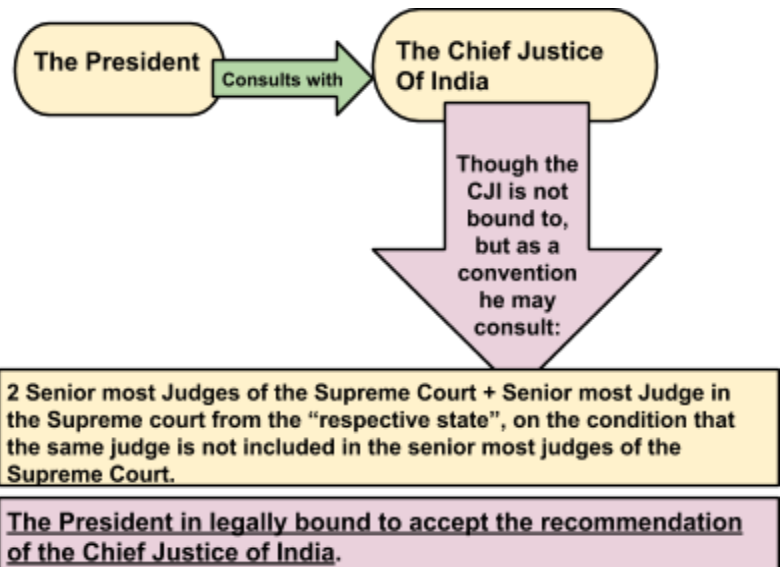 The President
Consults with
The Chief Justice
Of India
Though the
CJI is not
bound to,
but as a
convention
he may
consult:
2 Senior most Judges of the Supreme Court + Senior most Judge in
the Supreme court from the “respective state”, on the condition that
the same judge is not included in the senior most judges of the
Supreme Court.
The President in legally bound to accept the recommendation
of the Chief Justice of India.